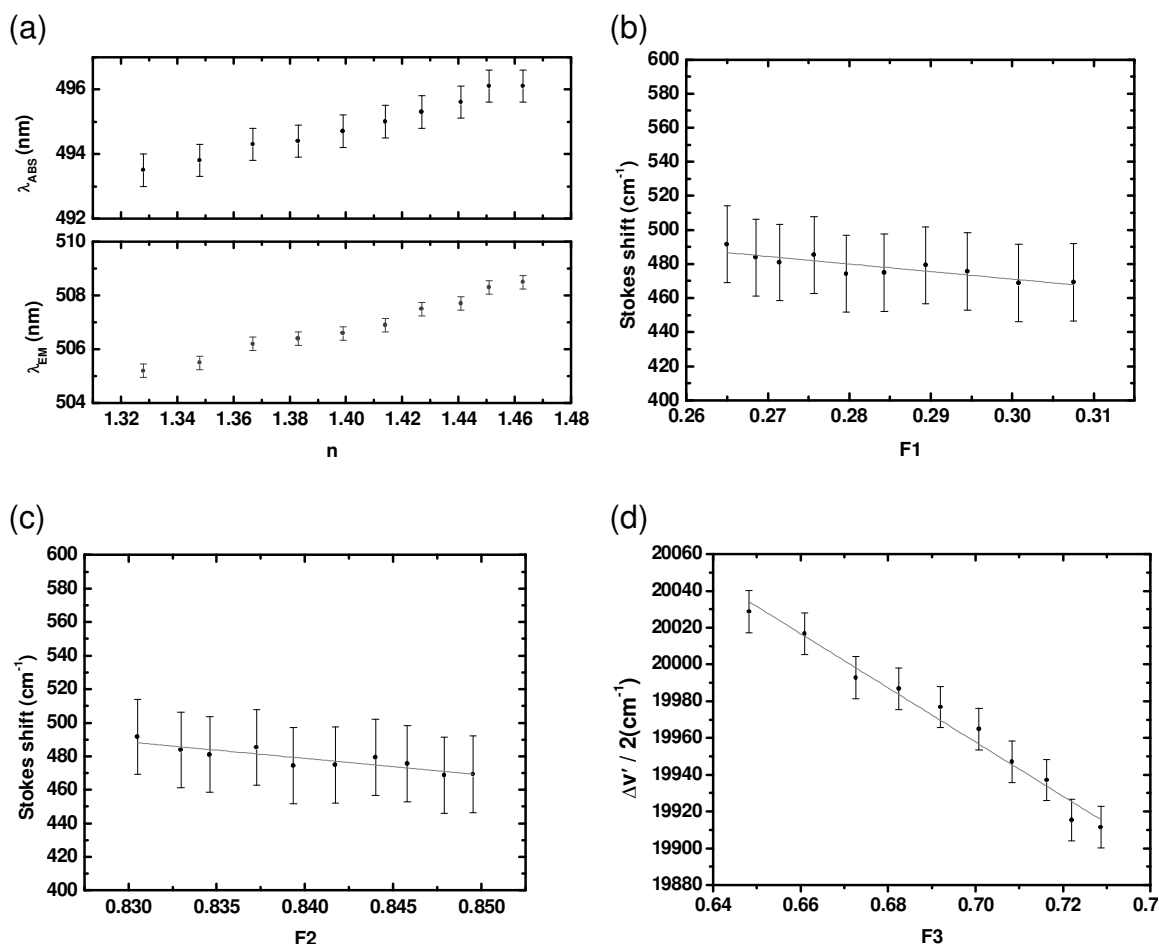 (a)
496
494
492
λABS (nm)
510
508
506
504
λEM (nm)
1.32 1.34 1.36 1.38 1.40 1.42 1.44 1.46 1.48
n
(b)
600
580
560
540
520
500
480
460
440
420
400
Stokes shift (cm-1)
0.26 0.27 0.28 0.29 0.30 0.31
F1
(c)
600
580
560
540
520
500
480
460
440
420
400
Stokes shift (cm-1)
0.830 0.835 0.840 0.845 0.850
F2
(d)
20060
20040
20020
20000
19980
19960
19940
19920
19900
19880
Δν′ / 2(cm-1)
0.64 0.66 0.68 0.70 0.72 0.7
F3